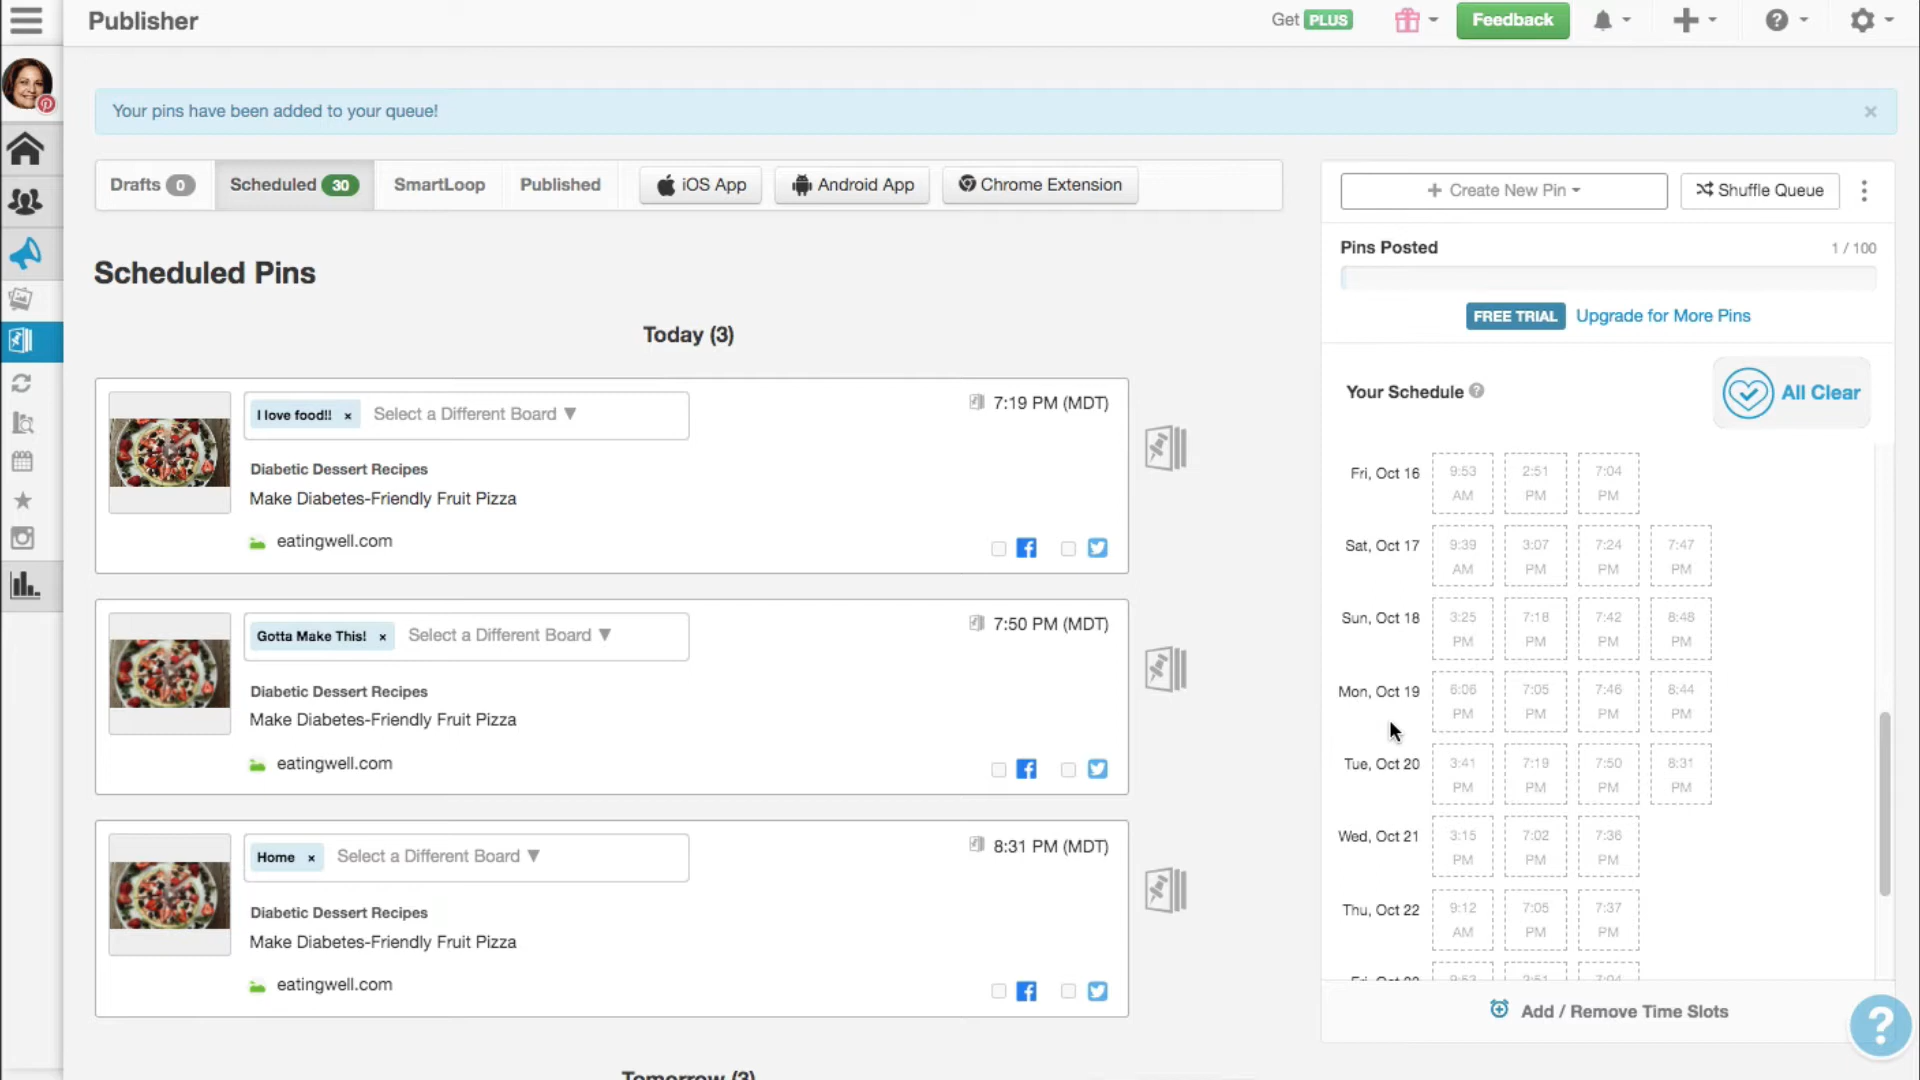 Publisher
Get PLUS
Feedback
Your pins have been added to your queue!
×
Drafts 0
Scheduled 30
SmartLoop
Published
iOS App
Android App
Chrome Extension
Scheduled Pins
Today (3)
I love food!! × Select a Different Board ▼
7:19 PM (MDT)
Diabetic Dessert Recipes
Make Diabetes-Friendly Fruit Pizza
eatingwell.com
Gotta Make This! × Select a Different Board ▼
7:50 PM (MDT)
Diabetic Dessert Recipes
Make Diabetes-Friendly Fruit Pizza
eatingwell.com
Home × Select a Different Board ▼
8:31 PM (MDT)
Diabetic Dessert Recipes
Make Diabetes-Friendly Fruit Pizza
eatingwell.com
Tomorrow (3)
+ Create New Pin
Shuffle Queue
Pins Posted 1 / 100
FREE TRIAL Upgrade for More Pins
Your Schedule ?
All Clear
Fri, Oct 16 9:53 AM 2:51 PM 7:04 PM
Sat, Oct 17 9:39 AM 3:07 PM 7:24 PM 7:47 PM
Sun, Oct 18 3:25 PM 7:18 PM 7:42 PM 8:48 PM
Mon, Oct 19 6:06 PM 7:05 PM 7:46 PM 8:44 PM
Tue, Oct 20 3:41 PM 7:19 PM 7:50 PM 8:31 PM
Wed, Oct 21 3:15 PM 7:02 PM 7:36 PM
Thu, Oct 22 9:12 AM 7:05 PM 7:37 PM
Add / Remove Time Slots
?